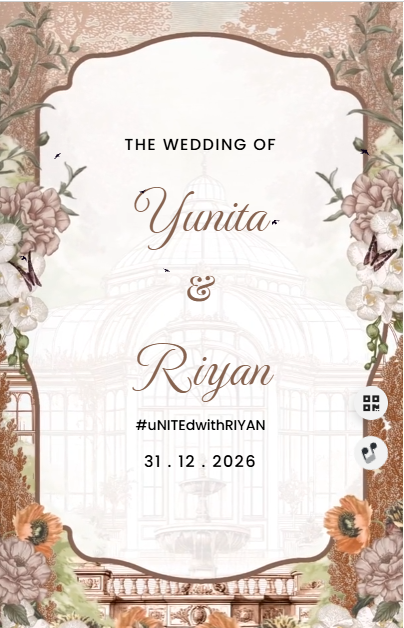 THE WEDDING OF
Yunita
&
Riyan
#uNITEdwithRIYAN
31 . 12 . 2026